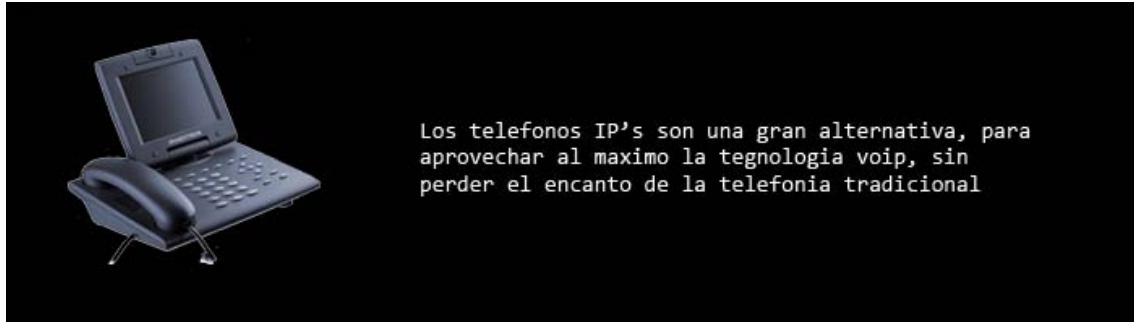 Los telefonos IP’s son una gran alternativa, para
aprovechar al maximo la tegnologia voip, sin
perder el encanto de la telefonia tradicional